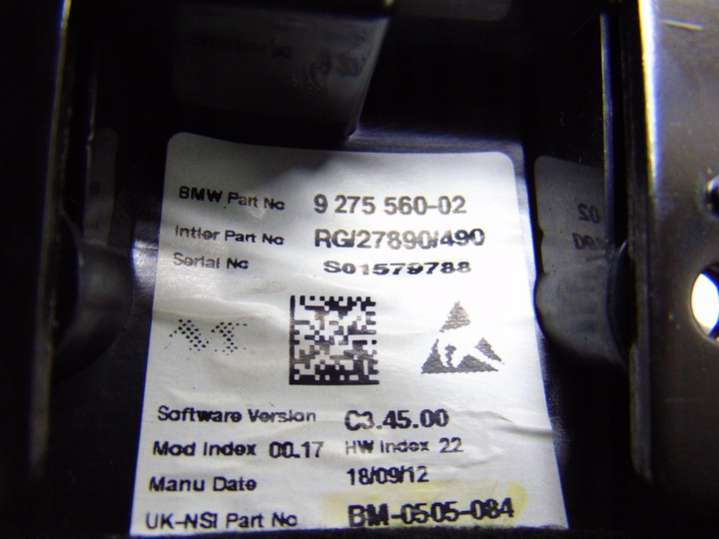 BMW Part No 9 275 560-02
Intier Part No RG/27890/490
Serial No S01579788
Software Version C3.45.00
Mod Index 00.17 HW Index 22
Manu Date 18/09/12
UK-NSI Part No BM-0505-084